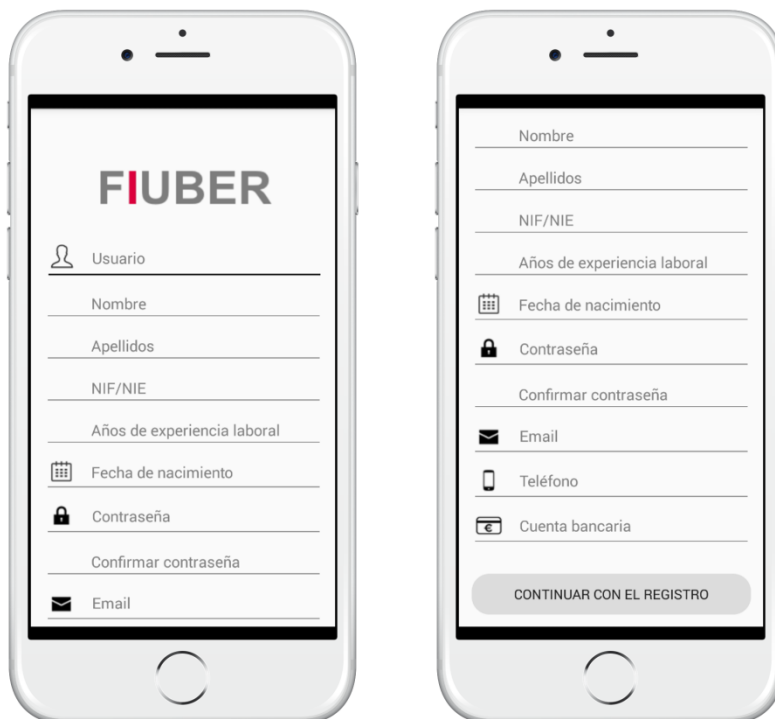 FIUBER
Usuario
Nombre
Apellidos
NIF/NIE
Años de experiencia laboral
Fecha de nacimiento
Contraseña
Confirmar contraseña
Email
Nombre
Apellidos
NIF/NIE
Años de experiencia laboral
Fecha de nacimiento
Contraseña
Confirmar contraseña
Email
Teléfono
€ Cuenta bancaria
CONTINUAR CON EL REGISTRO